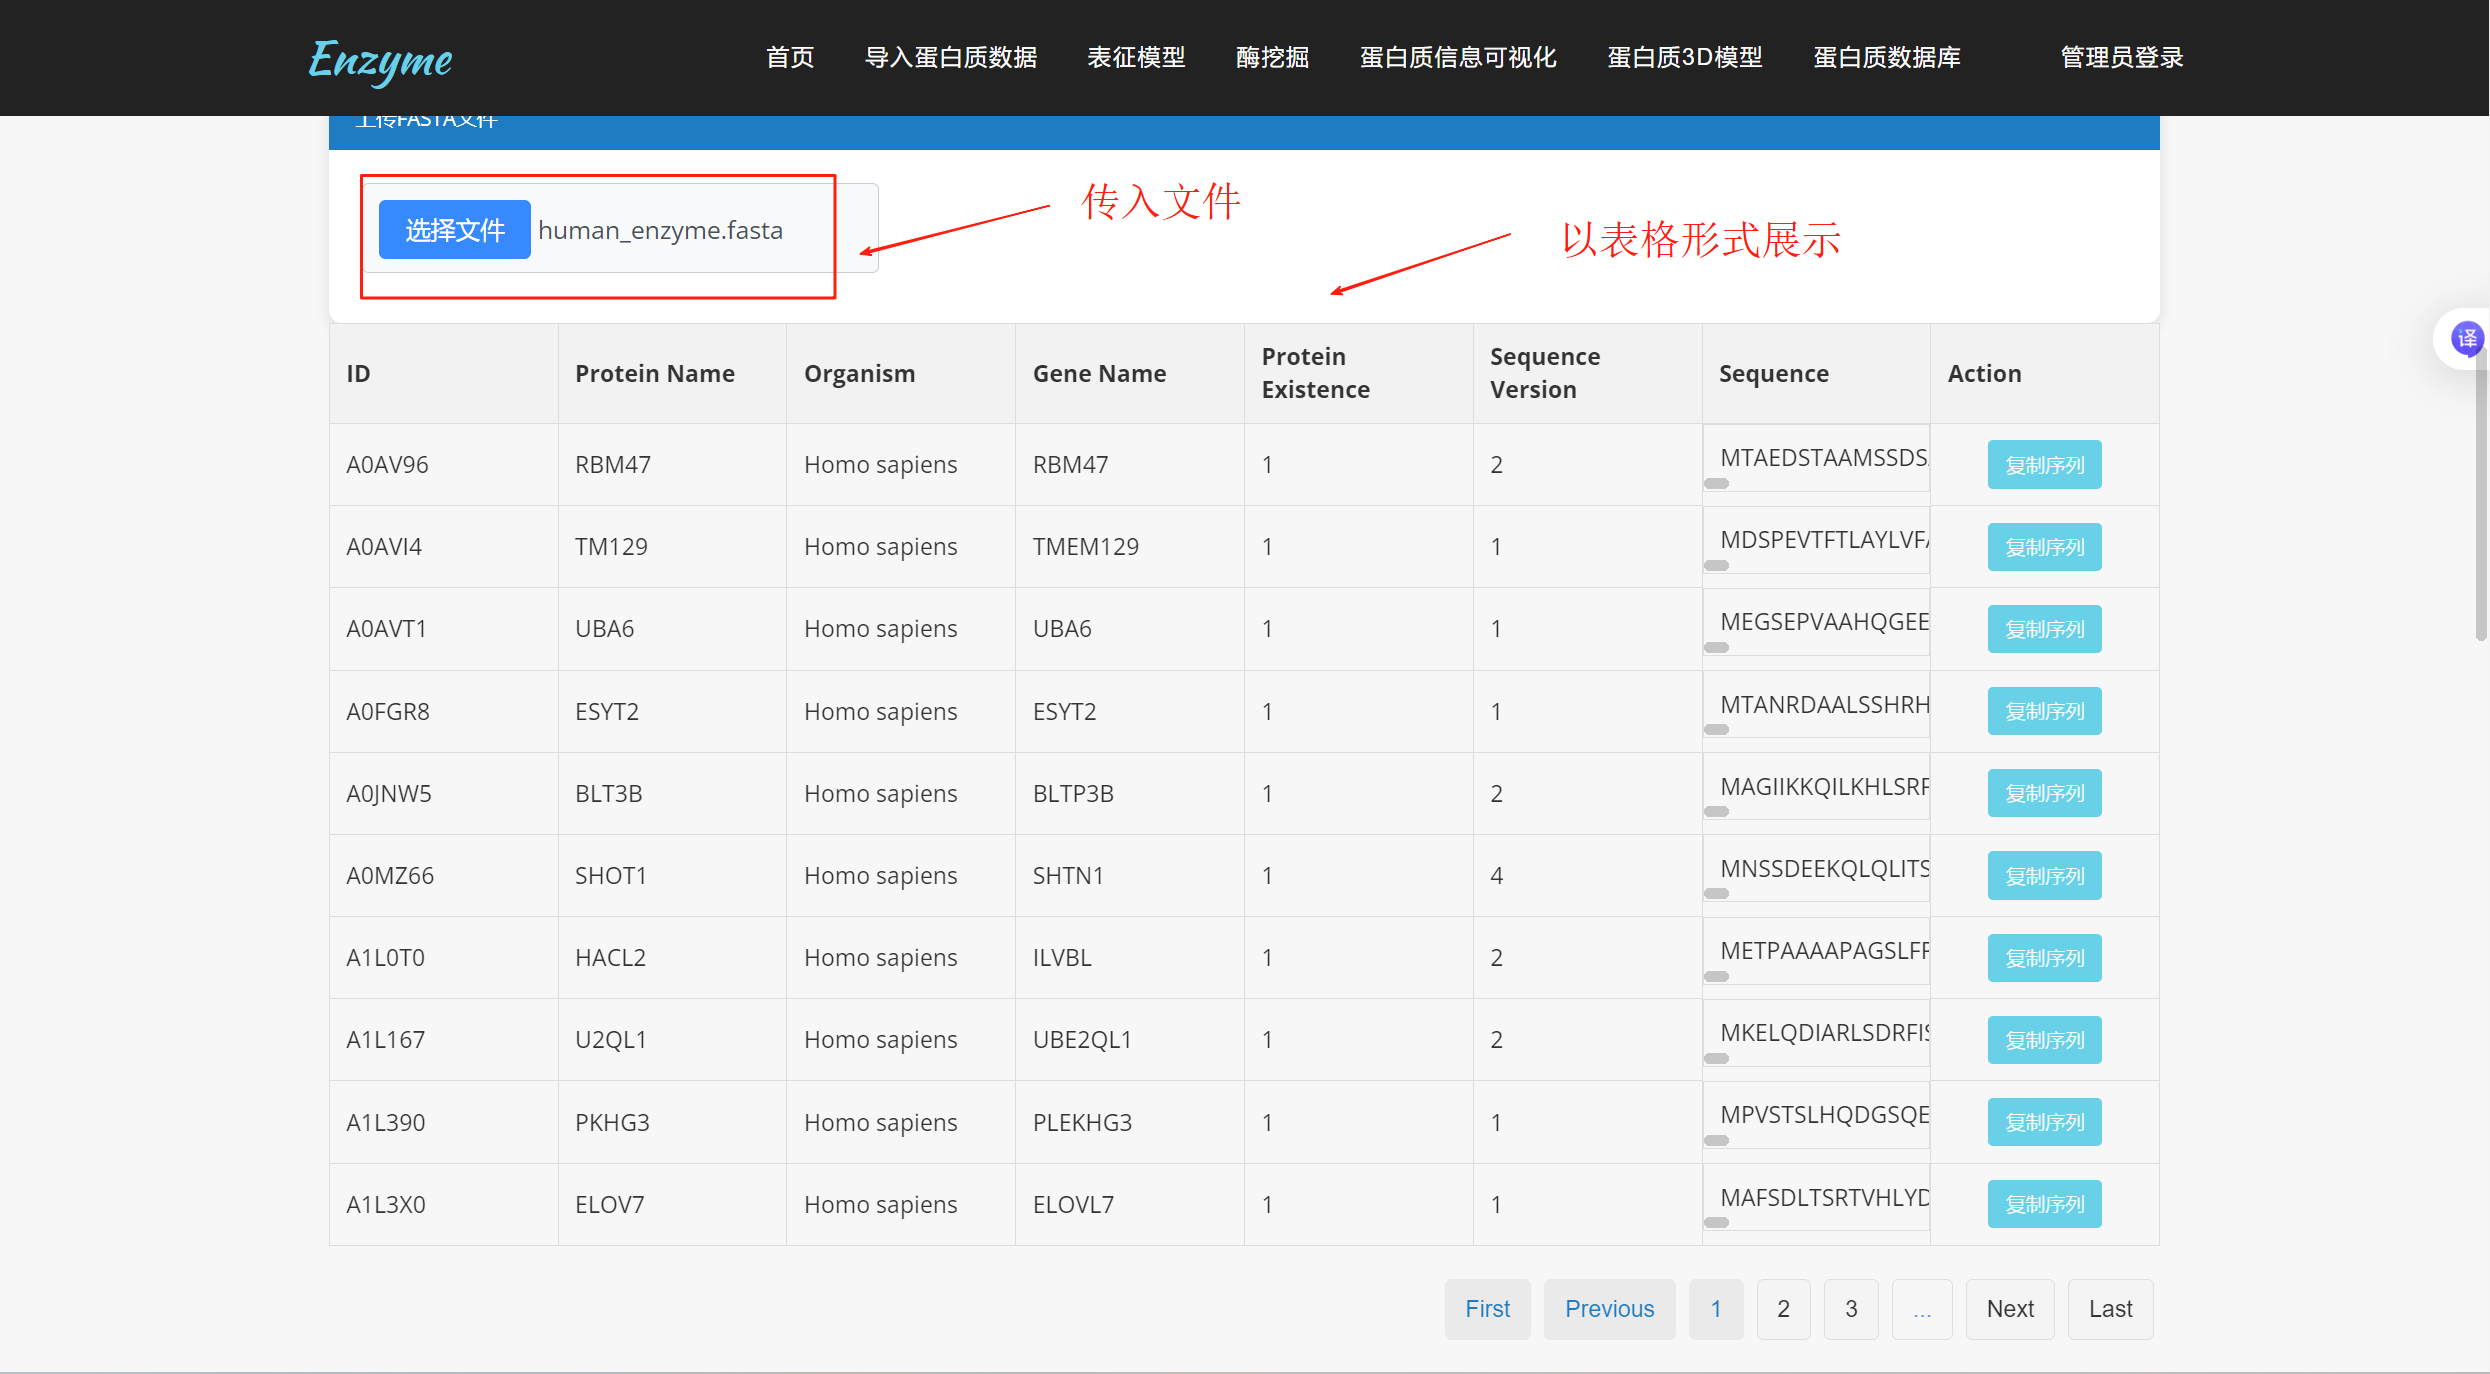 Enzyme
首页 导入蛋白质数据 表征模型 酶挖掘 蛋白质信息可视化 蛋白质3D模型 蛋白质数据库 管理员登录
上传FASTA文件
选择文件 human_enzyme.fasta
传入文件
以表格形式展示
译
ID Protein Name Organism Gene Name Protein Existence Sequence Version Sequence Action
A0AV96 RBM47 Homo sapiens RBM47 1 2 MTAEDSTAAMSSDS 复制序列
A0AVI4 TM129 Homo sapiens TMEM129 1 1 MDSPEVTFTLAYLVF 复制序列
A0AVT1 UBA6 Homo sapiens UBA6 1 1 MEGSEPVAAHQGEE 复制序列
A0FGR8 ESYT2 Homo sapiens ESYT2 1 1 MTANRDAALSSHRH 复制序列
A0JNW5 BLT3B Homo sapiens BLTP3B 1 2 MAGIIKKQILKHLSRF 复制序列
A0MZ66 SHOT1 Homo sapiens SHTN1 1 4 MNSSDEEKQLQLITS 复制序列
A1L0T0 HACL2 Homo sapiens ILVBL 1 2 METPAAAAPAGSLFF 复制序列
A1L167 U2QL1 Homo sapiens UBE2QL1 1 2 MKELQDIARLSDRFIS 复制序列
A1L390 PKHG3 Homo sapiens PLEKHG3 1 1 MPVSTSLHQDGSQE 复制序列
A1L3X0 ELOV7 Homo sapiens ELOVL7 1 1 MAFSDLTSRTVHLYD 复制序列
First Previous 1 2 3 ... Next Last